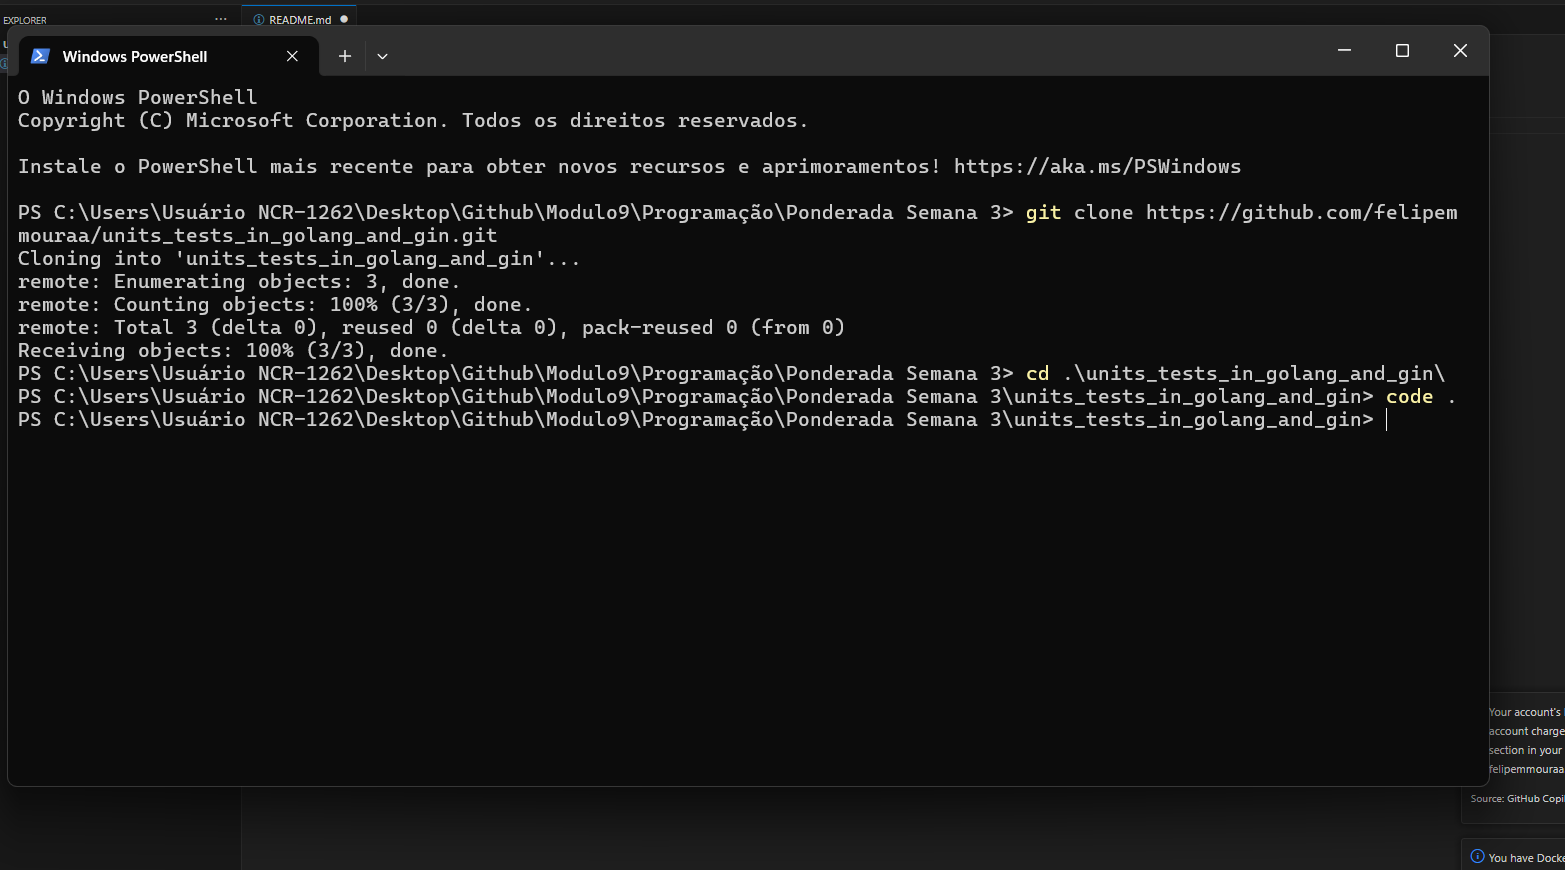 EXPLORER
README.md
Windows PowerShell
O Windows PowerShell
Copyright (C) Microsoft Corporation. Todos os direitos reservados.
Instale o PowerShell mais recente para obter novos recursos e aprimoramentos! https://aka.ms/PSWindows
PS C:\Users\Usuário NCR-1262\Desktop\Github\Modulo9\Programação\Ponderada Semana 3> git clone https://github.com/felipem
mouraa/units_tests_in_golang_and_gin.git
Cloning into 'units_tests_in_golang_and_gin'...
remote: Enumerating objects: 3, done.
remote: Counting objects: 100% (3/3), done.
remote: Total 3 (delta 0), reused 0 (delta 0), pack-reused 0 (from 0)
Receiving objects: 100% (3/3), done.
PS C:\Users\Usuário NCR-1262\Desktop\Github\Modulo9\Programação\Ponderada Semana 3> cd .\units_tests_in_golang_and_gin\
PS C:\Users\Usuário NCR-1262\Desktop\Github\Modulo9\Programação\Ponderada Semana 3\units_tests_in_golang_and_gin> code .
PS C:\Users\Usuário NCR-1262\Desktop\Github\Modulo9\Programação\Ponderada Semana 3\units_tests_in_golang_and_gin>
Your account's
account charge
section in your
felipemmouraa
Source: GitHub Copi
You have Docke